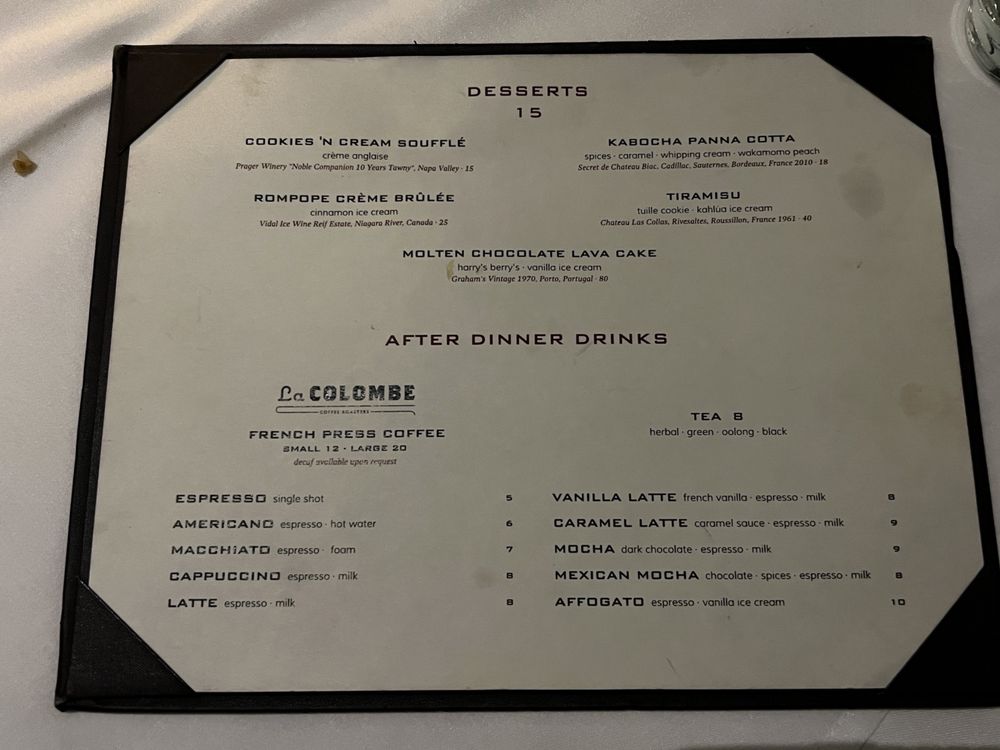 DESSERTS
15
COOKIES 'N CREAM SOUFFLÉ
crème anglaise
Prager Winery "Noble Companion 10 Years Tawny", Napa Valley · 15
KABOCHA PANNA COTTA
spices · caramel · whipping cream · wakamomo peach
Secret de Chateau Biac, Cadillac, Sauternes, Bordeaux, France 2010 · 18
ROMPOPE CRÈME BRÛLÉE
cinnamon ice cream
Vidal Ice Wine Reif Estate, Niagara River, Canada · 25
TIRAMISU
tuille cookie · kahlúa ice cream
Chateau Las Collas, Rivesaltes, Roussillon, France 1961 · 40
MOLTEN CHOCOLATE LAVA CAKE
harry's berry's · vanilla ice cream
Graham's Vintage 1970, Porto, Portugal · 80
AFTER DINNER DRINKS
La COLOMBE
COFFEE ROASTERS
FRENCH PRESS COFFEE
SMALL 12 · LARGE 20
decaf available upon request
TEA 8
herbal · green · oolong · black
ESPRESSO single shot 5
AMERICANO espresso · hot water 6
MACCHIATO espresso · foam 7
CAPPUCCINO espresso · milk 8
LATTE espresso · milk 8
VANILLA LATTE french vanilla · espresso · milk 8
CARAMEL LATTE caramel sauce · espresso · milk 9
MOCHA dark chocolate · espresso · milk 9
MEXICAN MOCHA chocolate · spices · espresso · milk 8
AFFOGATO espresso · vanilla ice cream 10